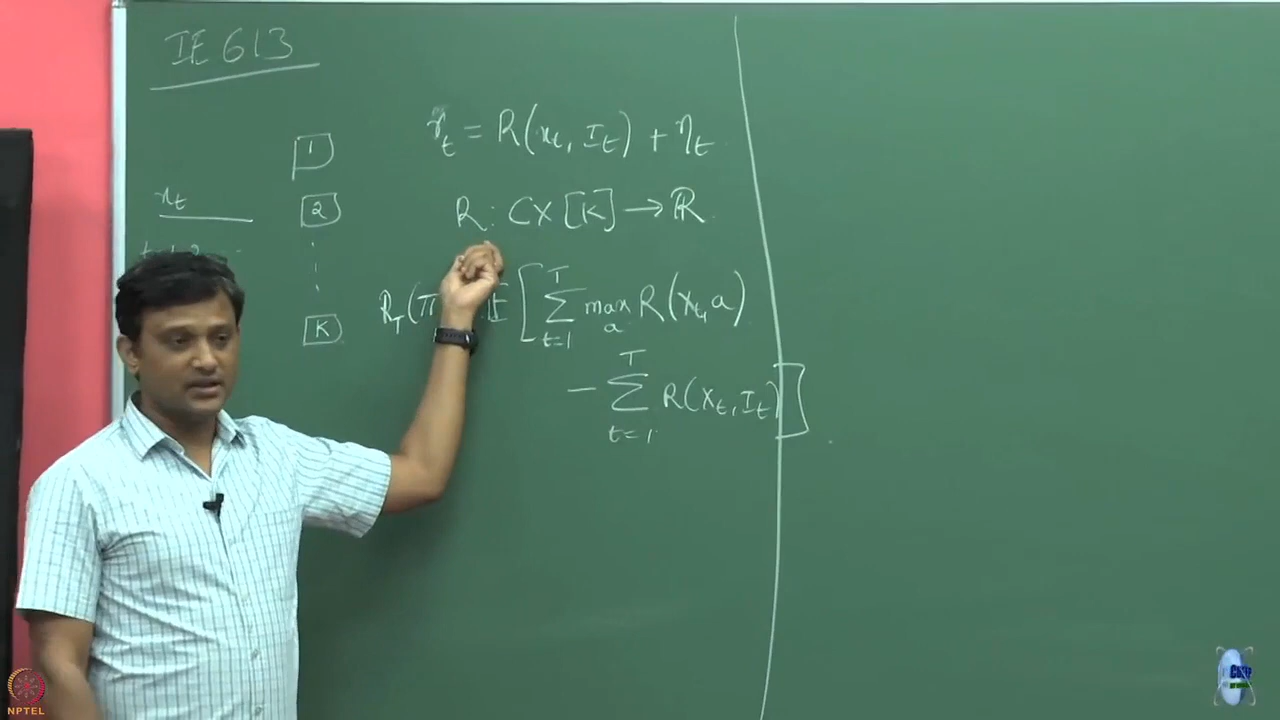 IE 613
1
r_t = R(x_t, I_t) + η_t
x_t
2
R: C×[K] → ℝ
K
R_T(π
E[ Σ_{t=1}^{T} max_a R(x_t, a)
- Σ_{t=1}^{T} R(x_t, I_t) ]
NPTEL